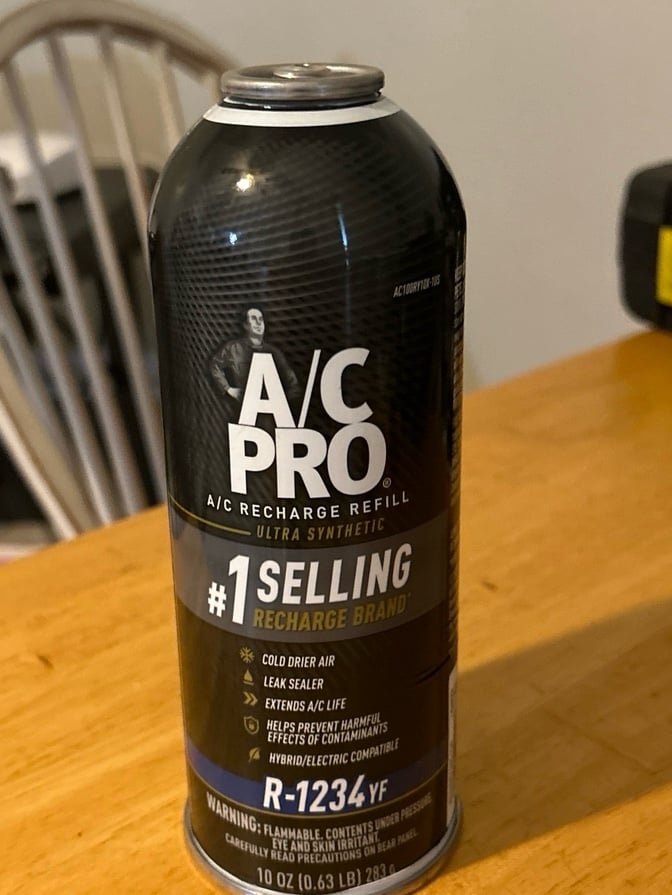 AC100RY10X-105
A/C
PRO®
A/C RECHARGE REFILL
ULTRA SYNTHETIC
#1 SELLING
RECHARGE BRAND*
COLD DRIER AIR
LEAK SEALER
EXTENDS A/C LIFE
HELPS PREVENT HARMFUL
EFFECTS OF CONTAMINANTS
HYBRID/ELECTRIC COMPATIBLE
R-1234YF
WARNING: FLAMMABLE. CONTENTS UNDER PRESSURE.
EYE AND SKIN IRRITANT.
CAREFULLY READ PRECAUTIONS ON REAR PANEL.
10 OZ (0.63 LB) 283 g